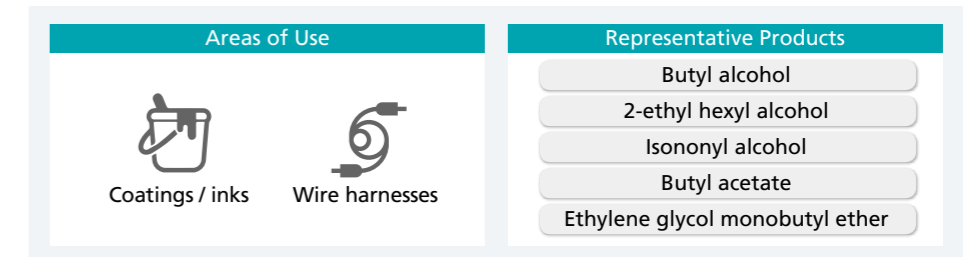 Areas of Use
Coatings / inks
Wire harnesses
Representative Products
Butyl alcohol
2-ethyl hexyl alcohol
Isononyl alcohol
Butyl acetate
Ethylene glycol monobutyl ether